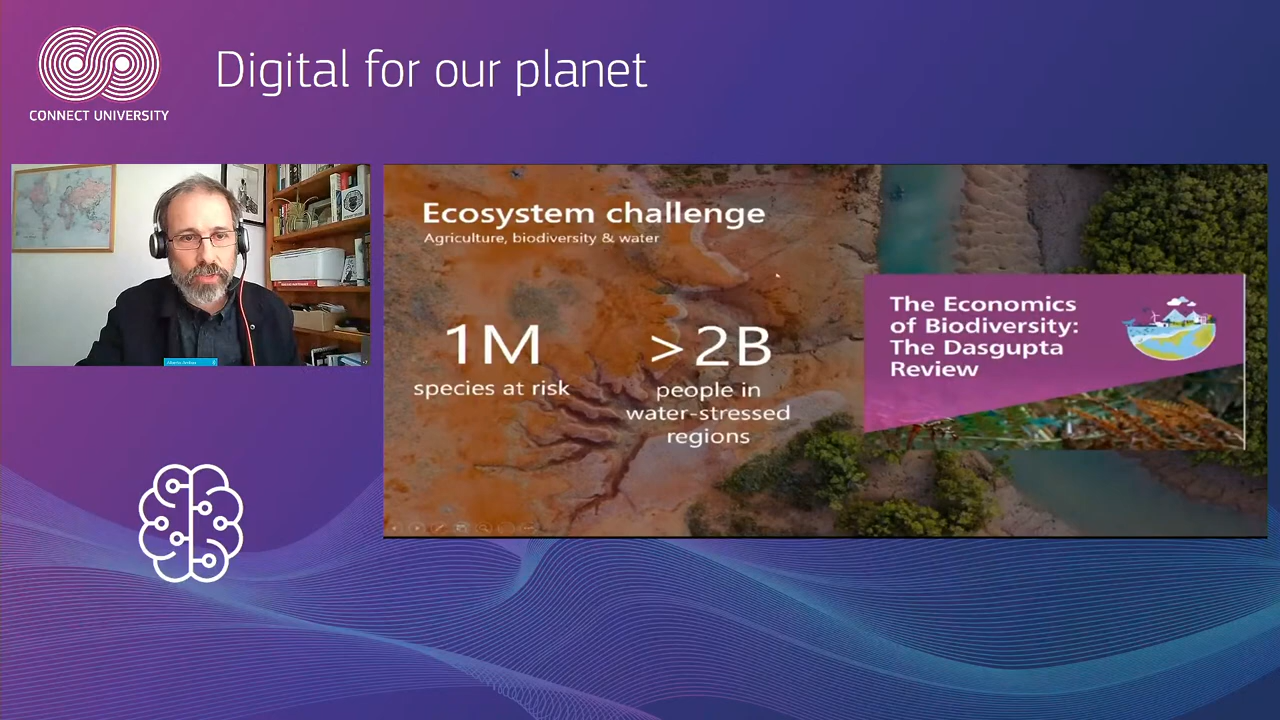 Digital for our planet
CONNECT UNIVERSITY
Ecosystem challenge
Agriculture, biodiversity & water
1M
species at risk
>2B
people in
water-stressed
regions
The Economics
of Biodiversity:
The Dasgupta
Review